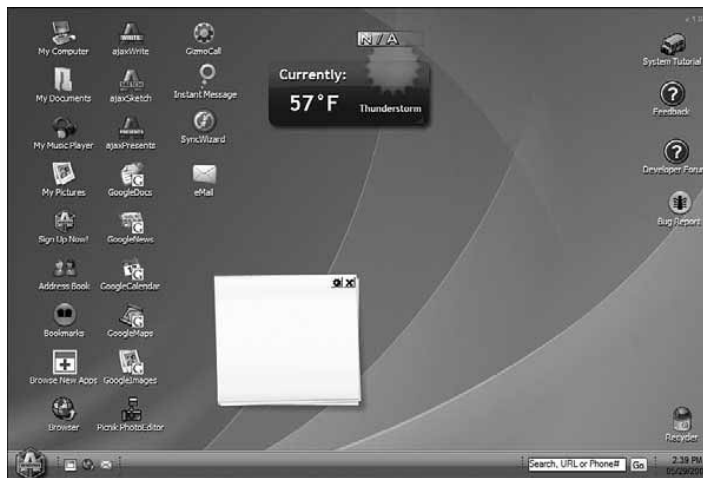 My Computer
ajaxWrite
GizmoCall
My Documents
ajaxSketch
Instant Message
My Music Player
ajaxPresents
SyncWizard
My Pictures
GoogleDocs
eMail
Sign Up Now!
GoogleNews
Address Book
GoogleCalendar
Bookmarks
GoogleMaps
Browse New Apps
GoogleImages
Browser
Picnik PhotoEditor
N/A
Currently:
57°F
Thunderstorm
System Tutorial
Feedback
Developer Foru
Bug Report
Recycler
Search, URL or Phone#
Go
2:39 PM